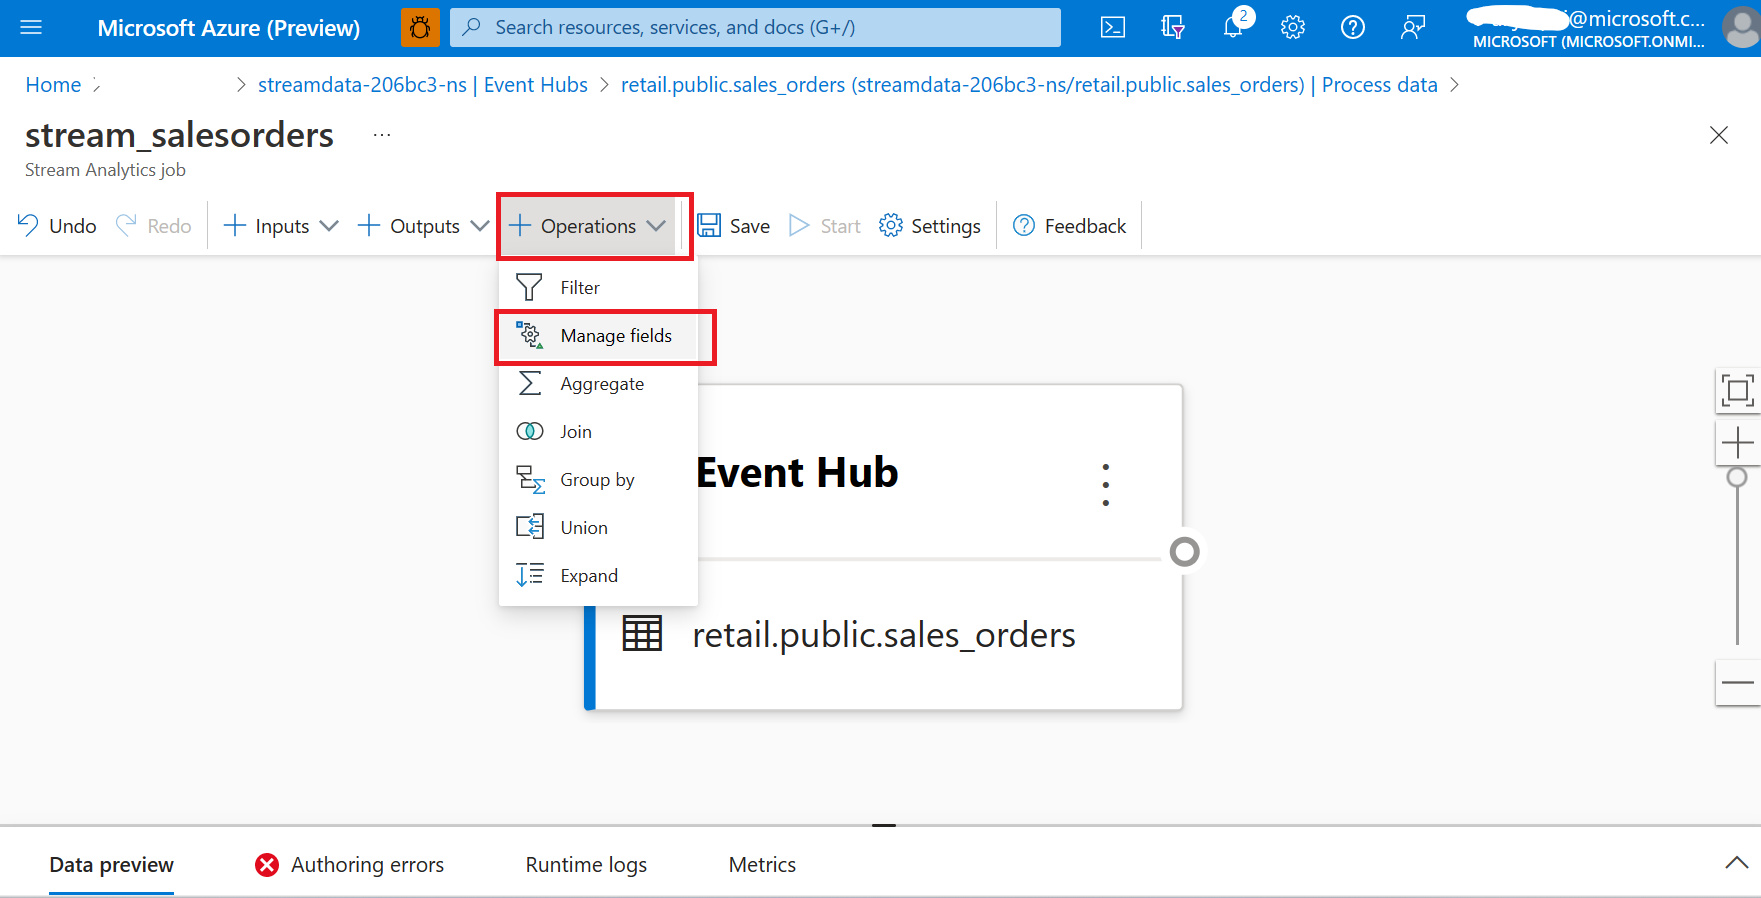 Microsoft Azure (Preview)
Search resources, services, and docs (G+/)
2
@microsoft.c...
MICROSOFT (MICROSOFT.ONMI...
Home > > streamdata-206bc3-ns | Event Hubs > retail.public.sales_orders (streamdata-206bc3-ns/retail.public.sales_orders) | Process data >
stream_salesorders ...
Stream Analytics job
Undo Redo Inputs Outputs Operations Save Start Settings Feedback
Filter
Manage fields
Aggregate
Join
Group by
Union
Expand
Event Hub
retail.public.sales_orders
Data preview Authoring errors Runtime logs Metrics